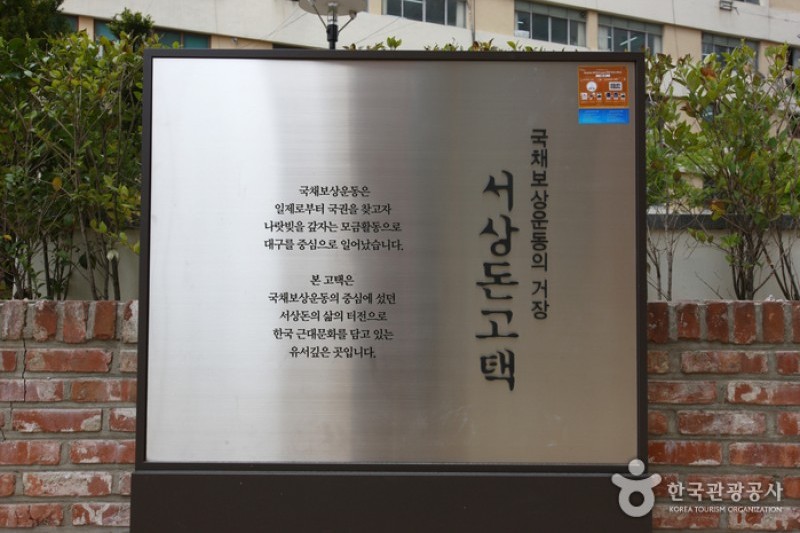 국채보상운동의 거장
서상돈고택
국채보상운동은
일제로부터 국권을 찾고자
나랏빚을 갚자는 모금활동으로
대구를 중심으로 일어났습니다.
본 고택은
국채보상운동의 중심에 섰던
서상돈의 삶의 터전으로
한국 근대문화를 담고 있는
유서깊은 곳입니다.
한국관광공사
KOREA TOURISM ORGANIZATION